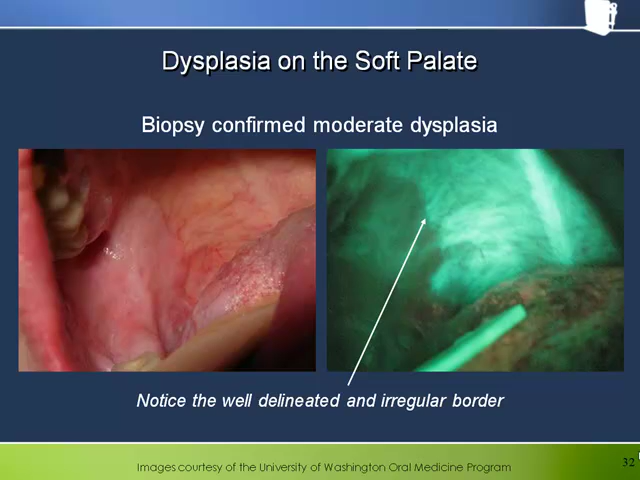 Dysplasia on the Soft Palate
Biopsy confirmed moderate dysplasia
Notice the well delineated and irregular border
Images courtesy of the University of Washington Oral Medicine Program
32